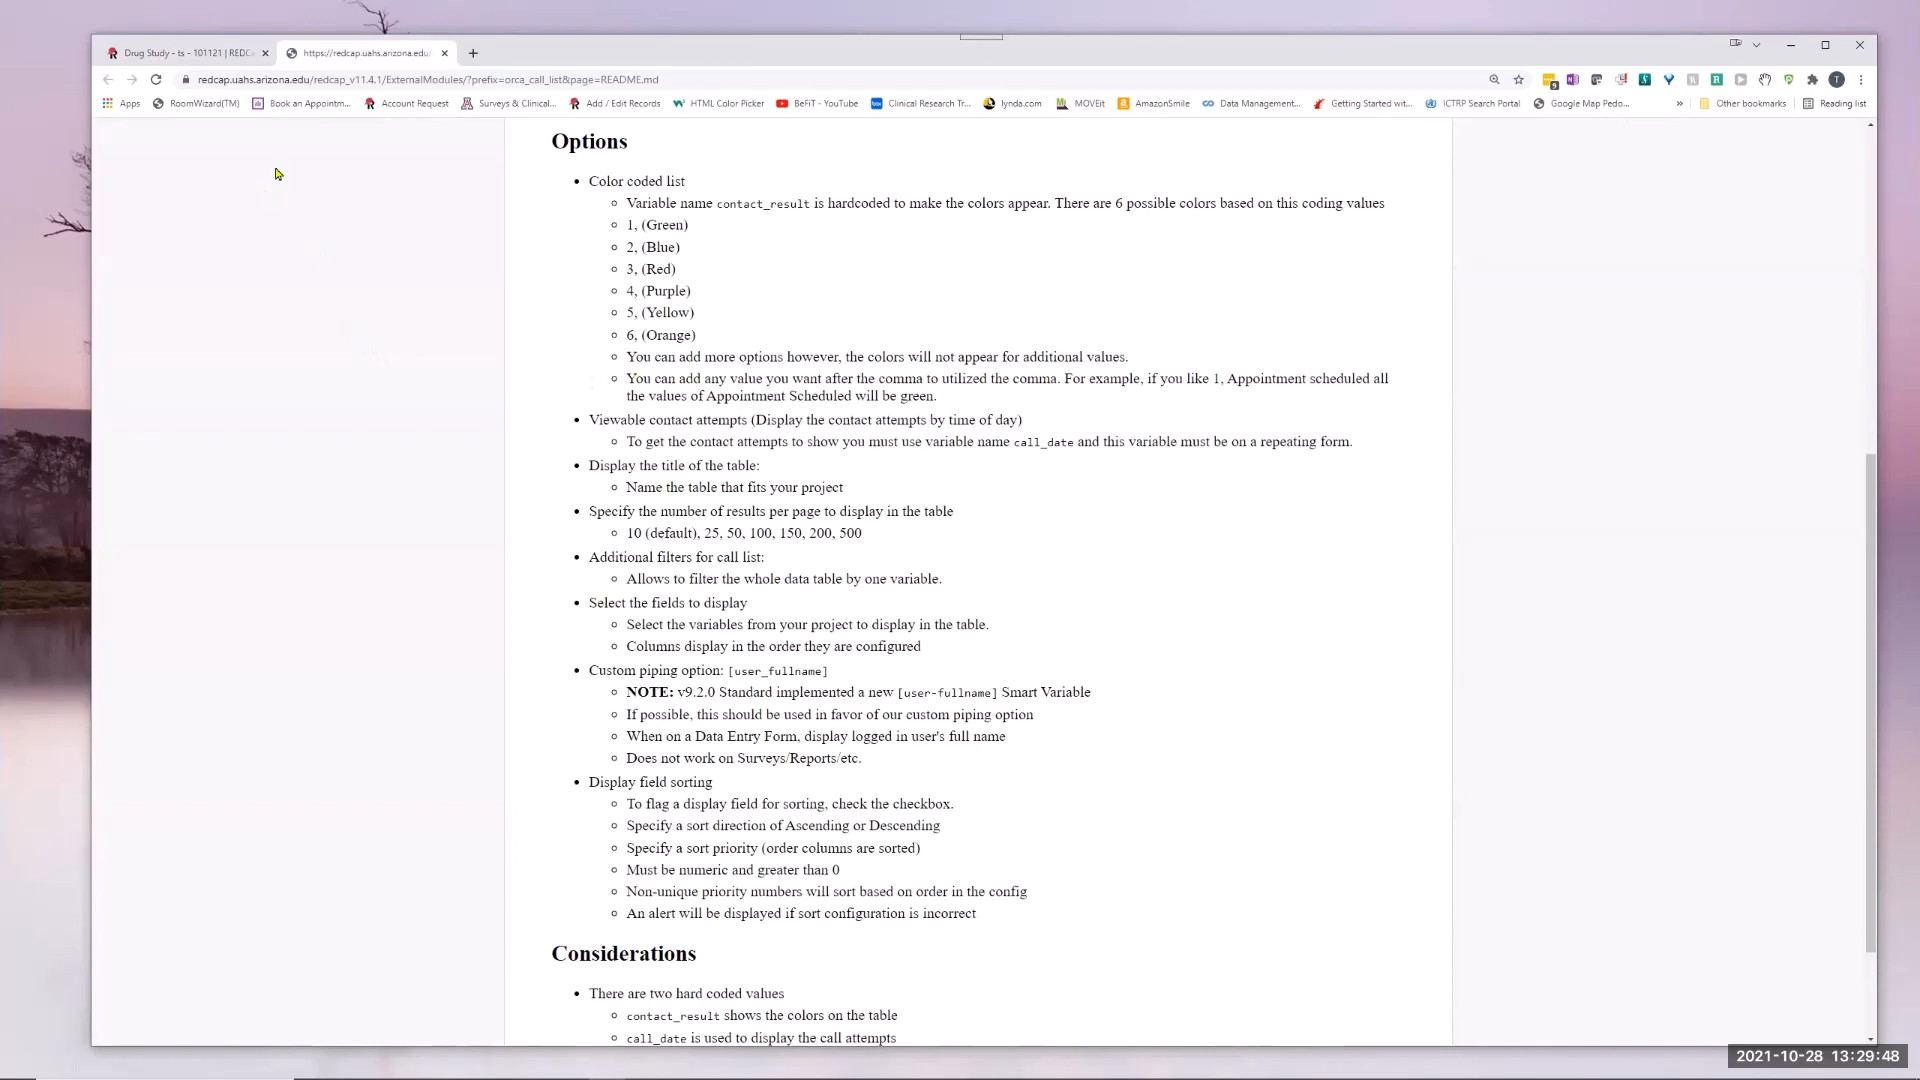 Drug Study - ts - 101121 | REDC
https://redcap.uahs.arizona.edu/
redcap.uahs.arizona.edu/redcap_v11.4.1/ExternalModules/?prefix=orca_call_list&page=README.md
Apps RoomWizard(TM) Book an Appointm... Account Request Surveys & Clinical... Add / Edit Records HTML Color Picker BeFiT - YouTube Clinical Research Tr... lynda.com MOVEit AmazonSmile Data Management... Getting Started wit... ICTRP Search Portal Google Map Pedo... » Other bookmarks Reading list
Options
• Color coded list
◦ Variable name contact_result is hardcoded to make the colors appear. There are 6 possible colors based on this coding values
◦ 1, (Green)
◦ 2, (Blue)
◦ 3, (Red)
◦ 4, (Purple)
◦ 5, (Yellow)
◦ 6, (Orange)
◦ You can add more options however, the colors will not appear for additional values.
◦ You can add any value you want after the comma to utilized the comma. For example, if you like 1, Appointment scheduled all
the values of Appointment Scheduled will be green.
• Viewable contact attempts (Display the contact attempts by time of day)
◦ To get the contact attempts to show you must use variable name call_date and this variable must be on a repeating form.
• Display the title of the table:
◦ Name the table that fits your project
• Specify the number of results per page to display in the table
◦ 10 (default), 25, 50, 100, 150, 200, 500
• Additional filters for call list:
◦ Allows to filter the whole data table by one variable.
• Select the fields to display
◦ Select the variables from your project to display in the table.
◦ Columns display in the order they are configured
• Custom piping option: [user_fullname]
◦ NOTE: v9.2.0 Standard implemented a new [user-fullname] Smart Variable
◦ If possible, this should be used in favor of our custom piping option
◦ When on a Data Entry Form, display logged in user's full name
◦ Does not work on Surveys/Reports/etc.
• Display field sorting
◦ To flag a display field for sorting, check the checkbox.
◦ Specify a sort direction of Ascending or Descending
◦ Specify a sort priority (order columns are sorted)
◦ Must be numeric and greater than 0
◦ Non-unique priority numbers will sort based on order in the config
◦ An alert will be displayed if sort configuration is incorrect
Considerations
• There are two hard coded values
◦ contact_result shows the colors on the table
◦ call_date is used to display the call attempts
2021-10-28 13:29:48